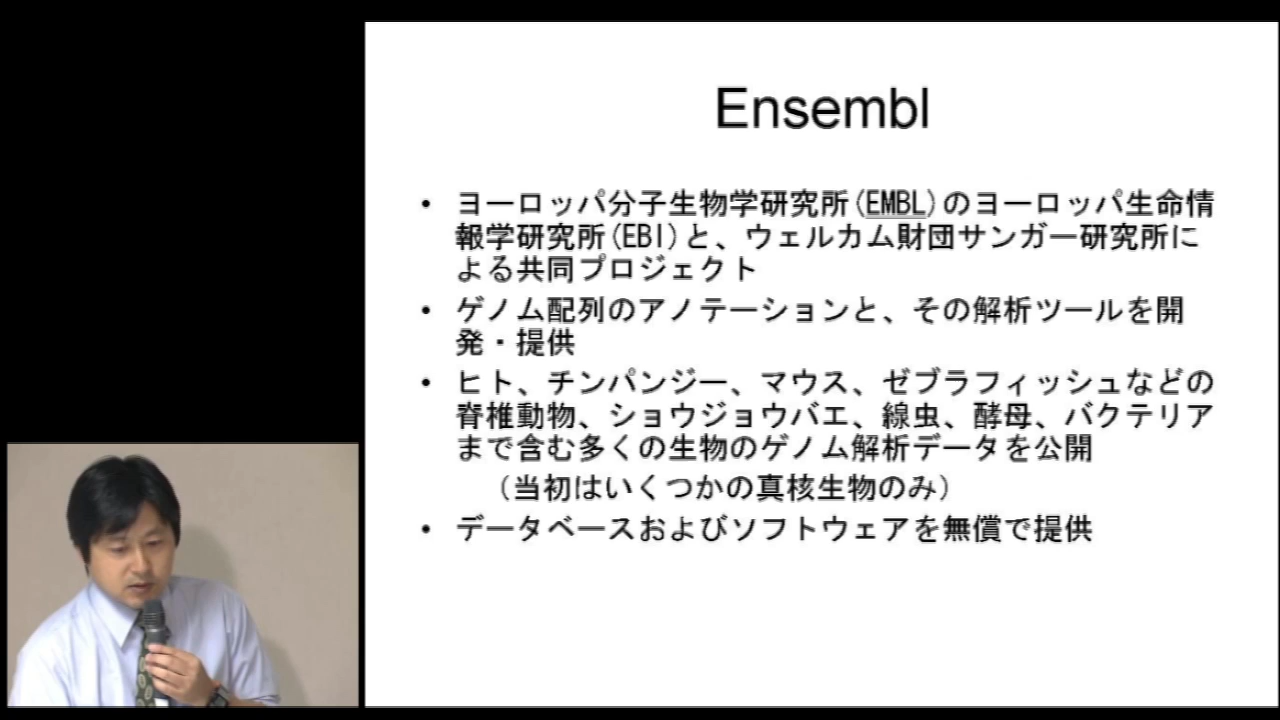 Ensembl
・ ヨーロッパ分子生物学研究所(EMBL)のヨーロッパ生命情
報学研究所(EBI)と、ウェルカム財団サンガー研究所に
よる共同プロジェクト
・ ゲノム配列のアノテーションと、その解析ツールを開
発・提供
・ ヒト、チンパンジー、マウス、ゼブラフィッシュなどの
脊椎動物、ショウジョウバエ、線虫、酵母、バクテリア
まで含む多くの生物のゲノム解析データを公開
（当初はいくつかの真核生物のみ）
・ データベースおよびソフトウェアを無償で提供